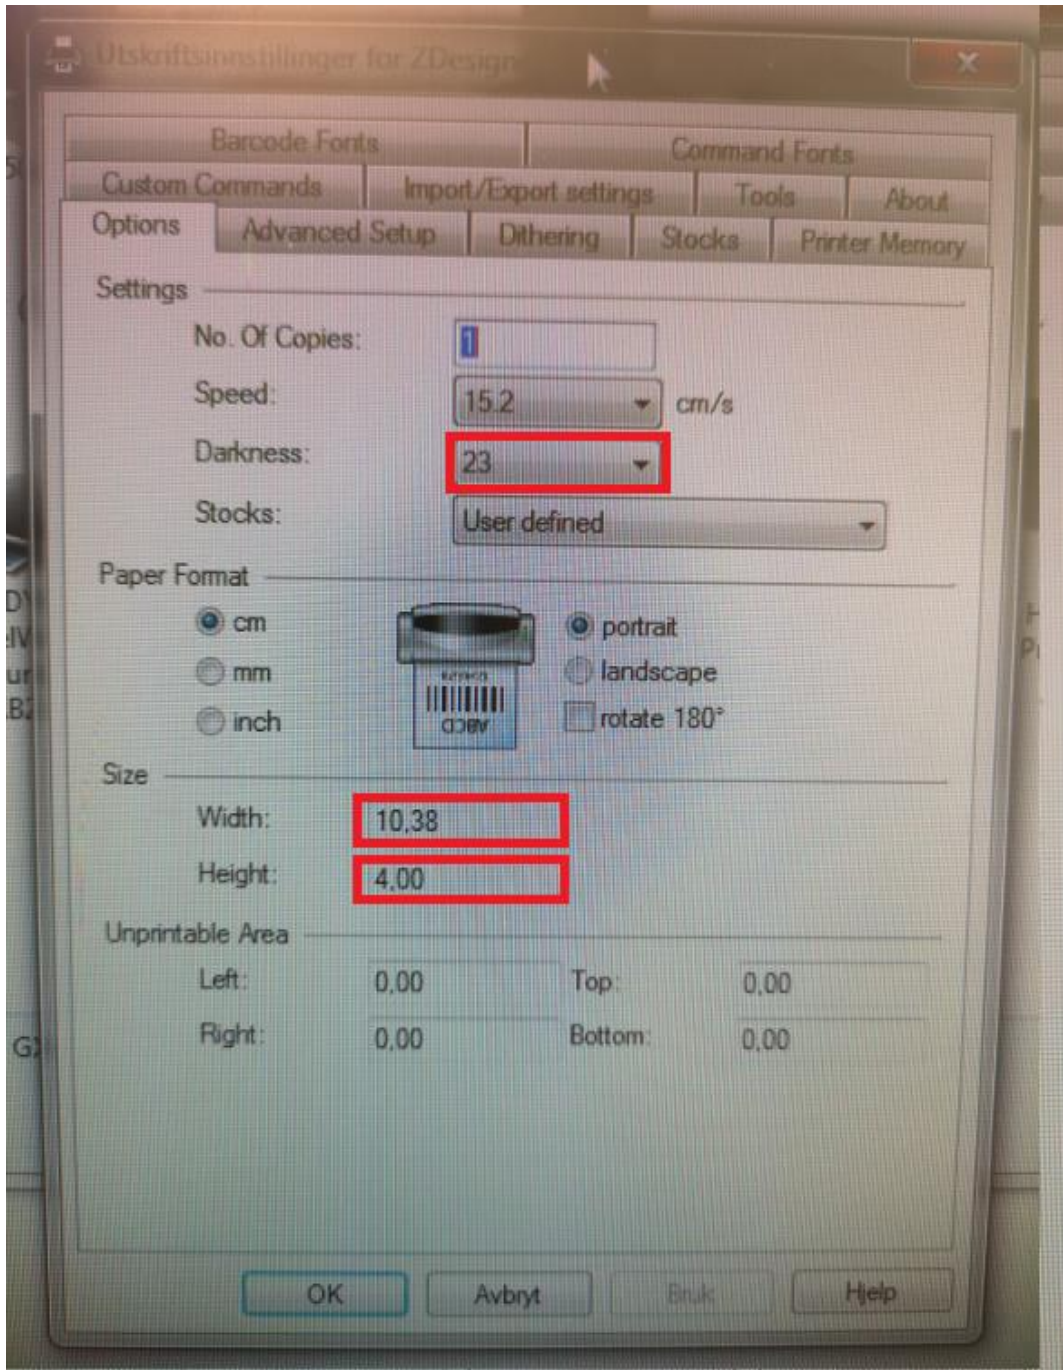 Utskriftsinnstillinger for ZDesign
Barcode Fonts Command Fonts
Custom Commands Import/Export settings Tools About
Options Advanced Setup Dithering Stocks Printer Memory
Settings
No. Of Copies: 1
Speed: 15.2 cm/s
Darkness: 23
Stocks: User defined
Paper Format
cm portrait
mm landscape
inch rotate 180°
ABCD
Size
Width: 10,38
Height: 4,00
Unprintable Area
Left: 0,00 Top: 0,00
Right: 0,00 Bottom: 0,00
OK Avbryt Bruk Hjelp